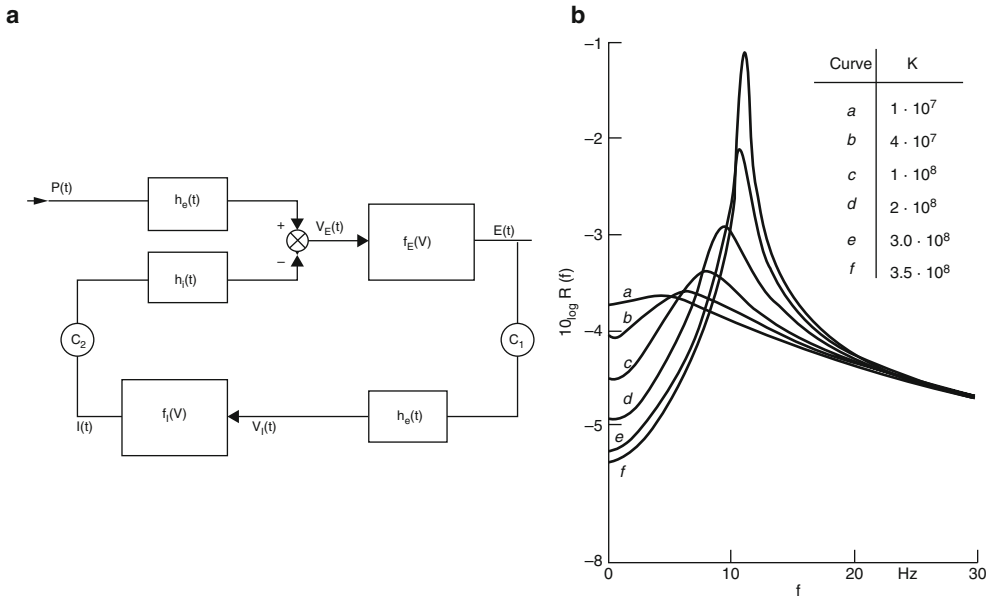 a
P(t)
h_e(t)
+
V_E(t)
f_E(V)
E(t)
−
h_i(t)
C_2
C_1
I(t)
f_I(V)
V_I(t)
h_e(t)
b
10_log R (f)
−1
−2
−3
−4
−5
−8
a
b
c
d
e
f
0
10
20
Hz
30
f
Curve K
a 1 · 10^7
b 4 · 10^7
c 1 · 10^8
d 2 · 10^8
e 3.0 · 10^8
f 3.5 · 10^8